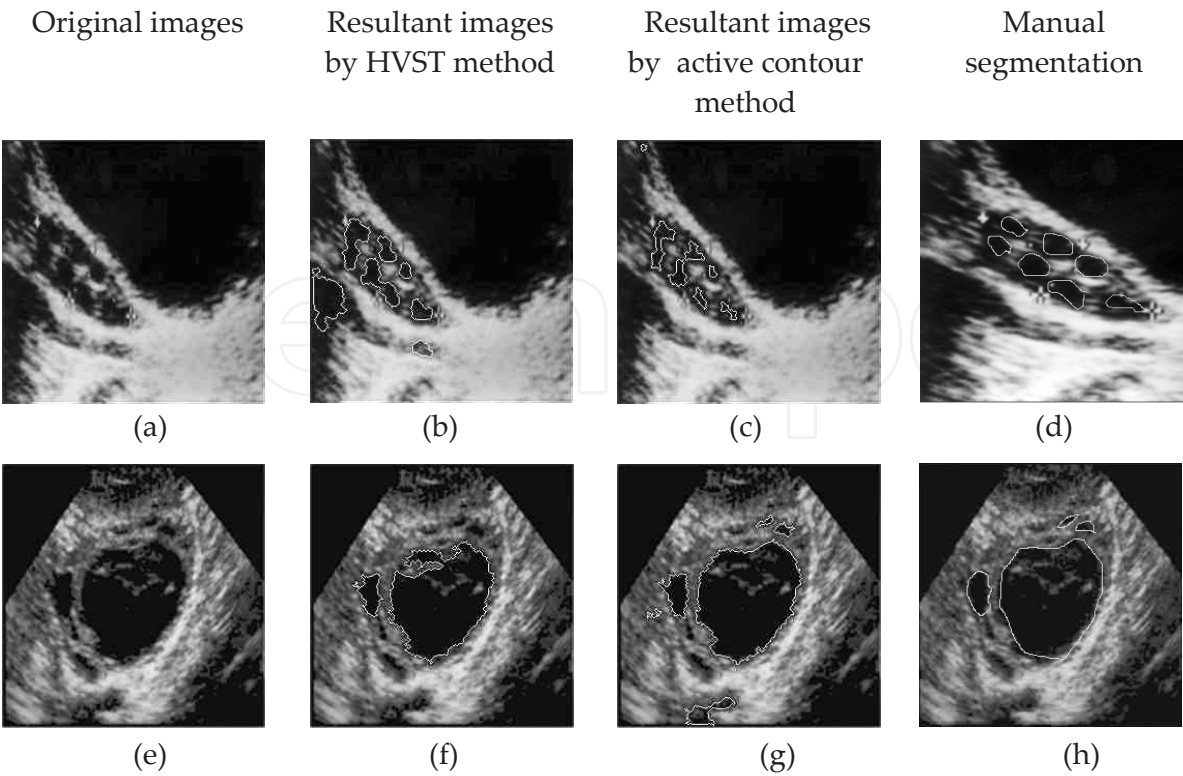 Original images
Resultant images
by HVST method
Resultant images
by active contour
method
Manual
segmentation
(a)
(b)
(c)
(d)
(e)
(f)
(g)
(h)